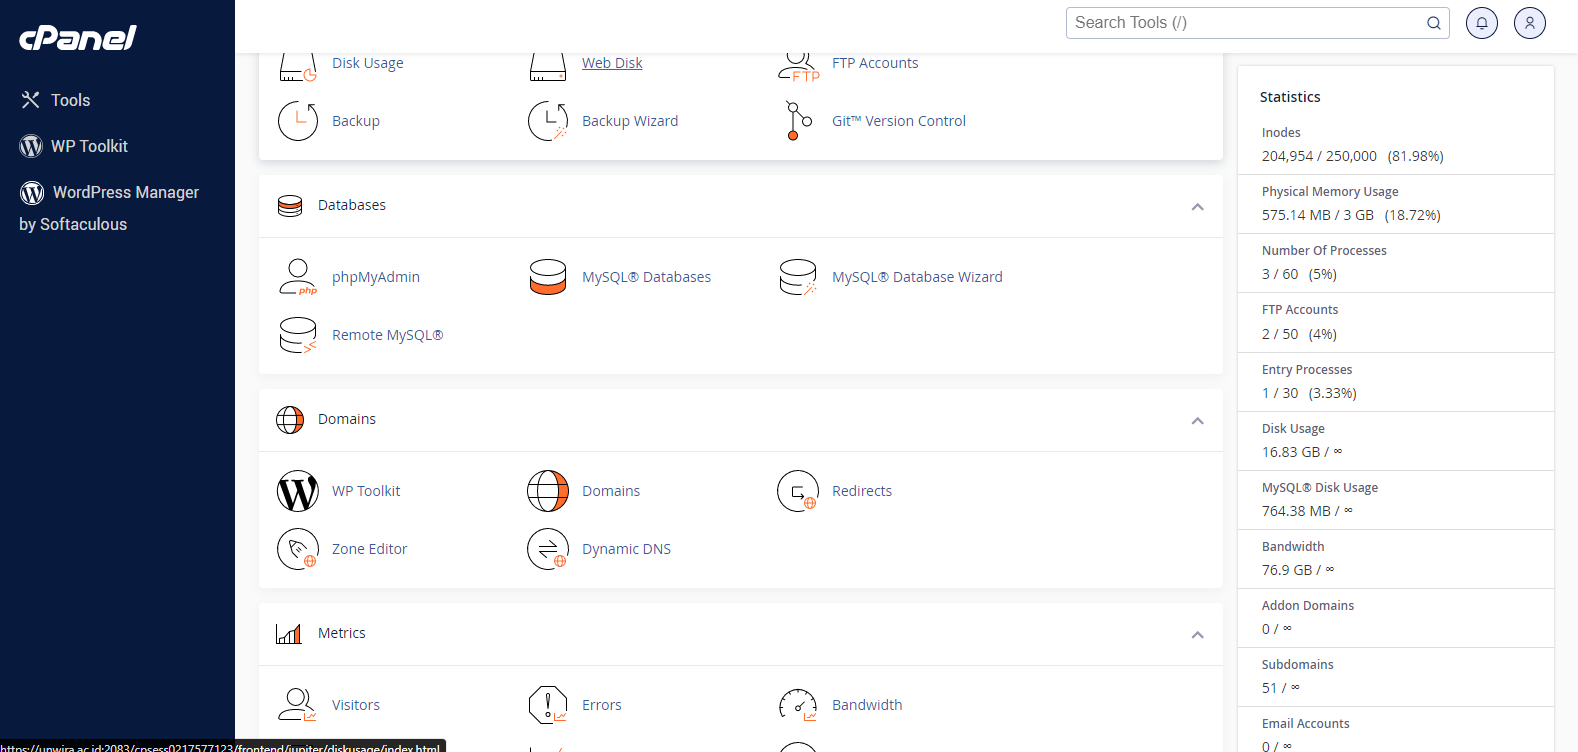 cPanel
Search Tools (/)
Tools
WP Toolkit
WordPress Manager
by Softaculous
Disk Usage
Web Disk
FTP
FTP Accounts
Backup
Backup Wizard
Git™ Version Control
Databases
php
phpMyAdmin
MySQL® Databases
MySQL® Database Wizard
Remote MySQL®
Domains
WP Toolkit
Domains
Redirects
Zone Editor
Dynamic DNS
Metrics
Visitors
Errors
Bandwidth
Statistics
Inodes
204,954 / 250,000 (81.98%)
Physical Memory Usage
575.14 MB / 3 GB (18.72%)
Number Of Processes
3 / 60 (5%)
FTP Accounts
2 / 50 (4%)
Entry Processes
1 / 30 (3.33%)
Disk Usage
16.83 GB / ∞
MySQL® Disk Usage
764.38 MB / ∞
Bandwidth
76.9 GB / ∞
Addon Domains
0 / ∞
Subdomains
51 / ∞
Email Accounts
0 / ∞
https://unwira.ac.id:2083/cpsess0217577123/frontend/jupiter/diskusage/index.html